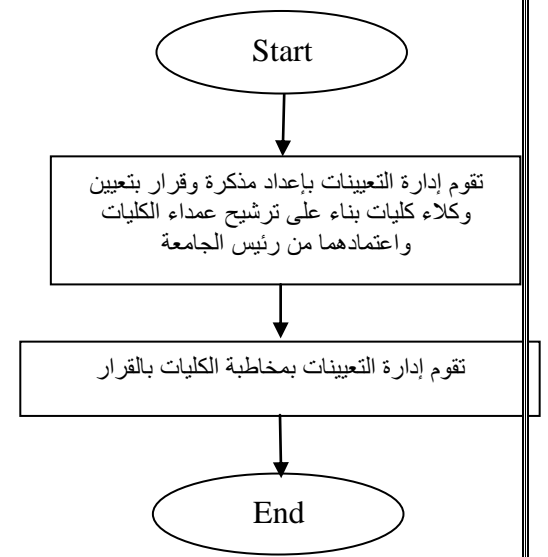 Start
تقوم إدارة التعيينات بإعداد مذكرة وقرار بتعيين
وكلاء كليات بناء على ترشيح عمداء الكليات
واعتمادهما من رئيس الجامعة
تقوم إدارة التعيينات بمخاطبة الكليات بالقرار
End